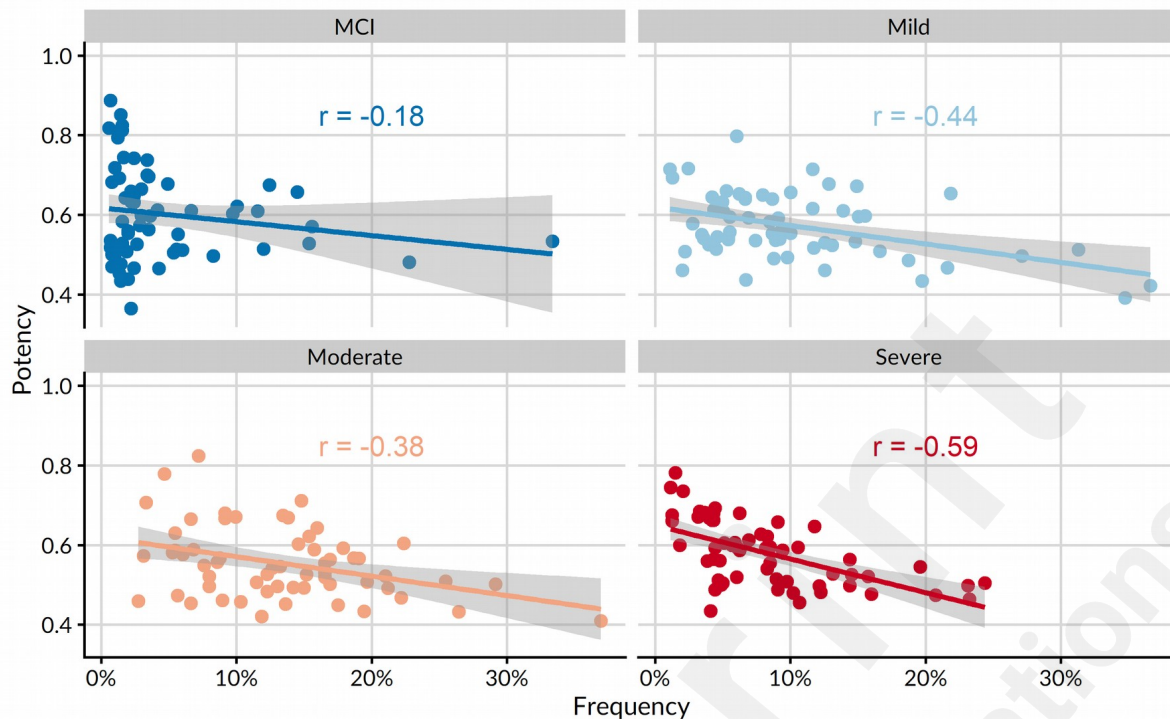 MCI Mild
1.0
r = -0.18 r = -0.44
0.8
0.6
0.4
Potency
Moderate Severe
1.0
r = -0.38 r = -0.59
0.8
0.6
0.4
0% 10% 20% 30% 0% 10% 20% 30%
Frequency